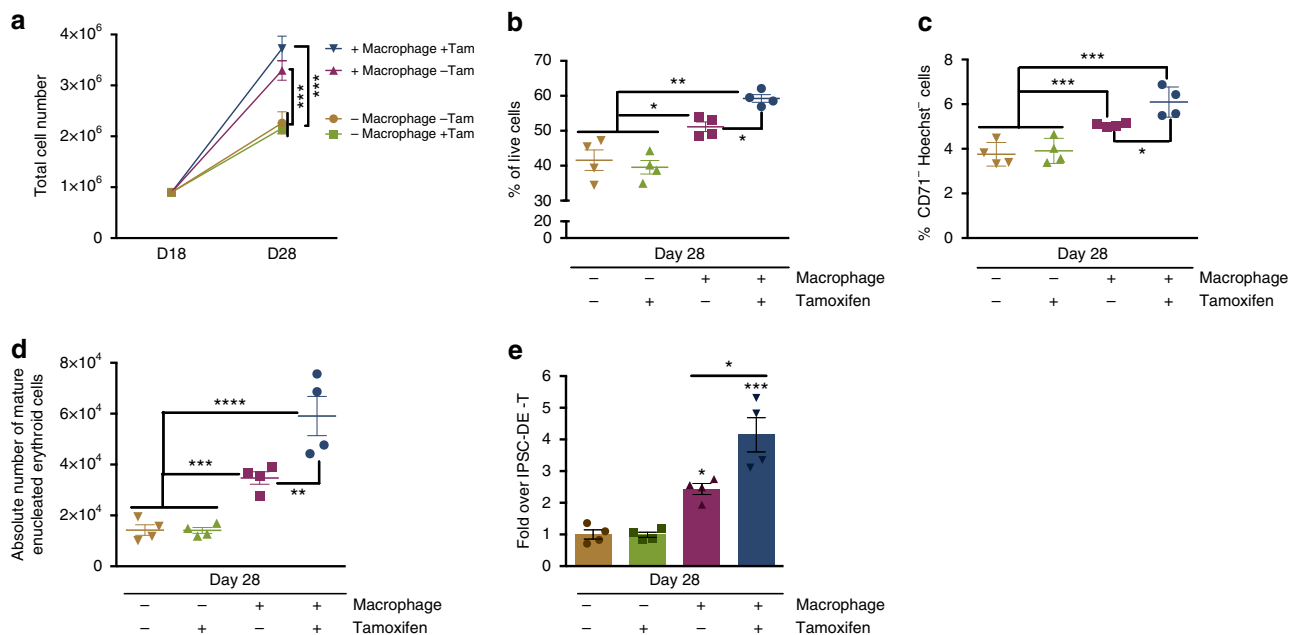 a
Total cell number
4×10⁶
3×10⁶
2×10⁶
1×10⁶
0
D18
D28
***
***
+ Macrophage +Tam
+ Macrophage –Tam
– Macrophage –Tam
– Macrophage +Tam
b
% of live cells
70
60
50
40
30
20
0
**
*
*
Day 28
– – + + Macrophage
– + – + Tamoxifen
c
% CD71⁻ Hoechst⁻ cells
8
6
4
2
0
***
***
*
Day 28
– – + + Macrophage
– + – + Tamoxifen
d
Absolute number of mature
enucleated erythroid cells
8×10⁴
6×10⁴
4×10⁴
2×10⁴
0
****
***
**
Day 28
– – + + Macrophage
– + – + Tamoxifen
e
Fold over IPSC-DE -T
6
5
4
3
2
1
0
*
***
*
Day 28
– – + + Macrophage
– + – + Tamoxifen